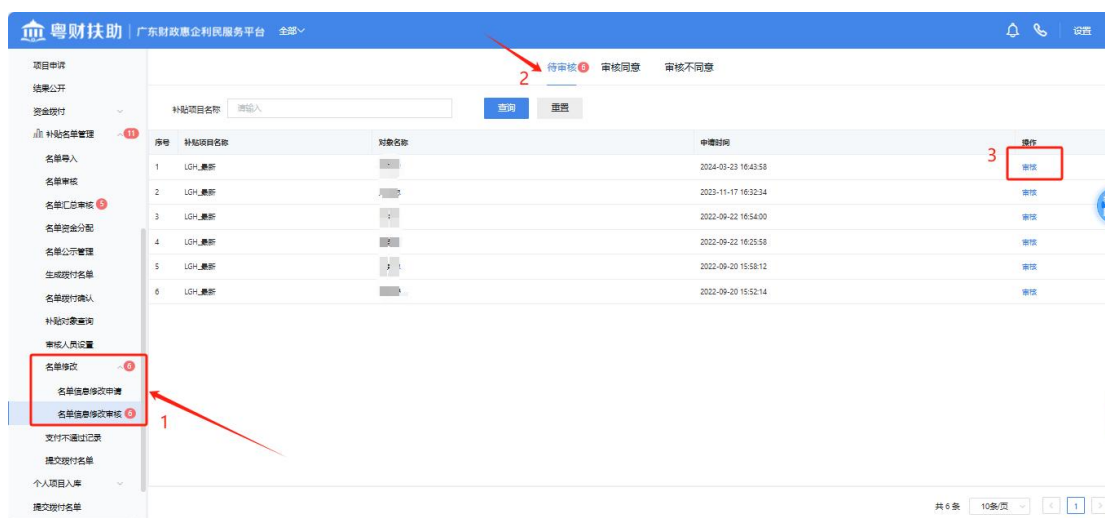 粤财扶助 广东财政惠企利民服务平台 全部 设置
项目申请
结果公开
资金拨付
补贴名单管理 11
名单导入
名单审核
名单汇总审核 5
名单资金分配
名单公示管理
生成拨付名单
名单拨付确认
补贴对象查询
审核人员设置
名单修改 6
名单信息修改申请
名单信息修改审核 6
支付不通过记录
提交拨付名单
个人项目入库
提交拨付名单
1
2 待审核 6 审核同意 审核不同意
补贴项目名称 请输入 查询 重置
序号 补贴项目名称 对象名称 申请时间 操作
3
1 LGH_最新 2024-03-23 16:43:58 审核
2 LGH_最新 2023-11-17 16:32:34 审核
3 LGH_最新 2022-09-22 16:54:00 审核
4 LGH_最新 2022-09-22 16:25:58 审核
5 LGH_最新 2022-09-20 15:58:12 审核
6 LGH_最新 2022-09-20 15:52:14 审核
共 6 条 10条/页 1